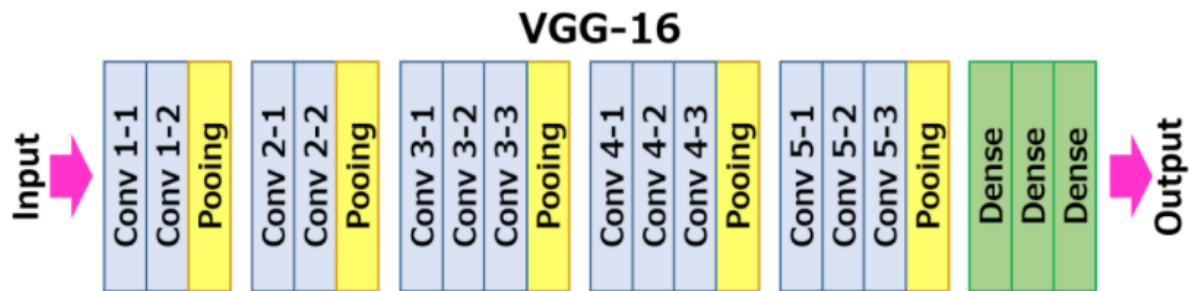 VGG-16
Input
Conv 1-1
Conv 1-2
Pooing
Conv 2-1
Conv 2-2
Pooing
Conv 3-1
Conv 3-2
Conv 3-3
Pooing
Conv 4-1
Conv 4-2
Conv 4-3
Pooing
Conv 5-1
Conv 5-2
Conv 5-3
Pooing
Dense
Dense
Dense
Output